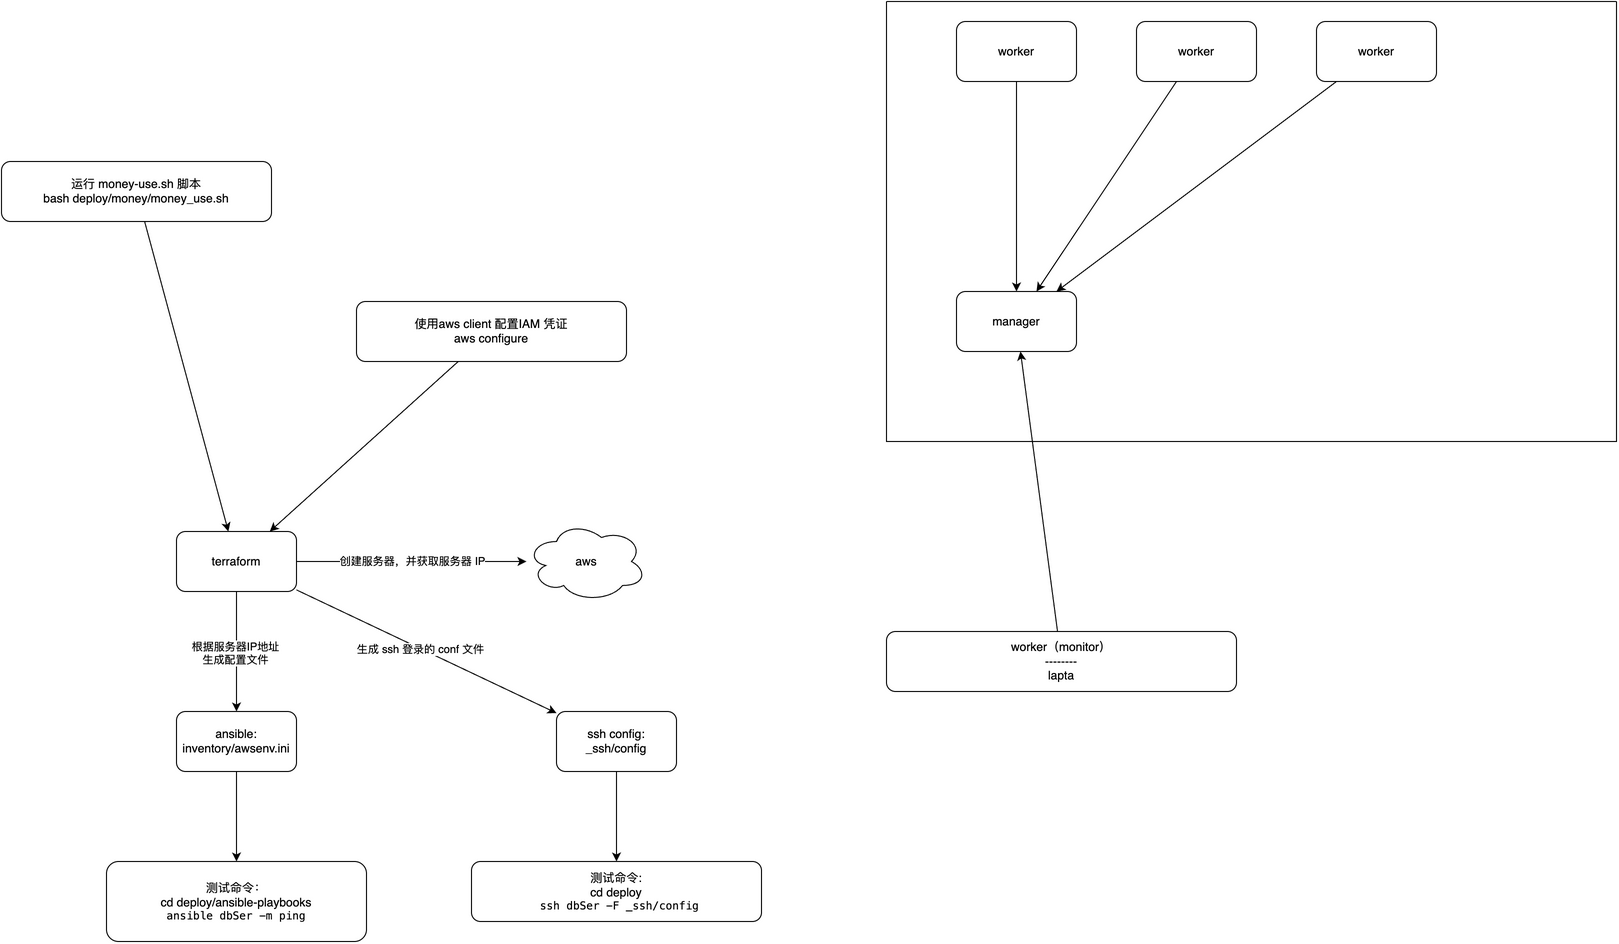 worker
worker
worker
运行 money-use.sh 脚本
bash deploy/money/money_use.sh
使用aws client 配置IAM 凭证
aws configure
manager
terraform
创建服务器，并获取服务器 IP
aws
根据服务器IP地址
生成配置文件
生成 ssh 登录的 conf 文件
worker（monitor）
--------
lapta
ansible:
inventory/awsenv.ini
ssh config:
_ssh/config
测试命令：
cd deploy/ansible-playbooks
ansible dbSer -m ping
测试命令:
cd deploy
ssh dbSer -F _ssh/config